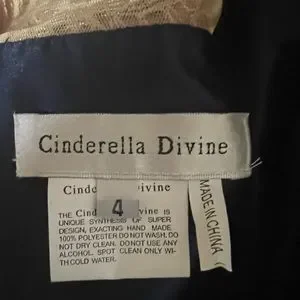 Cinderella Divine
Cinde ivine
4
THE Cind ivine IS
UNIQUE SYNTHESIS OF SUPER
DESIGN, EXACTING HAND MADE
100% POLYESTER DO NOT WASH. DO
NOT DRY CLEAN. DO NOT USE ANY
ALCOHOL. SPOT CLEAN ONLY WI-
TH COLD WATER.
MADE IN CHINA